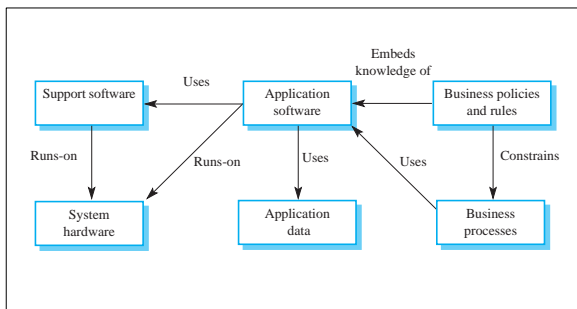 Embeds
knowledge of
Support software
Uses
Application
software
Business policies
and rules
Runs-on
Runs-on
Uses
Uses
Constrains
System
hardware
Application
data
Business
processes